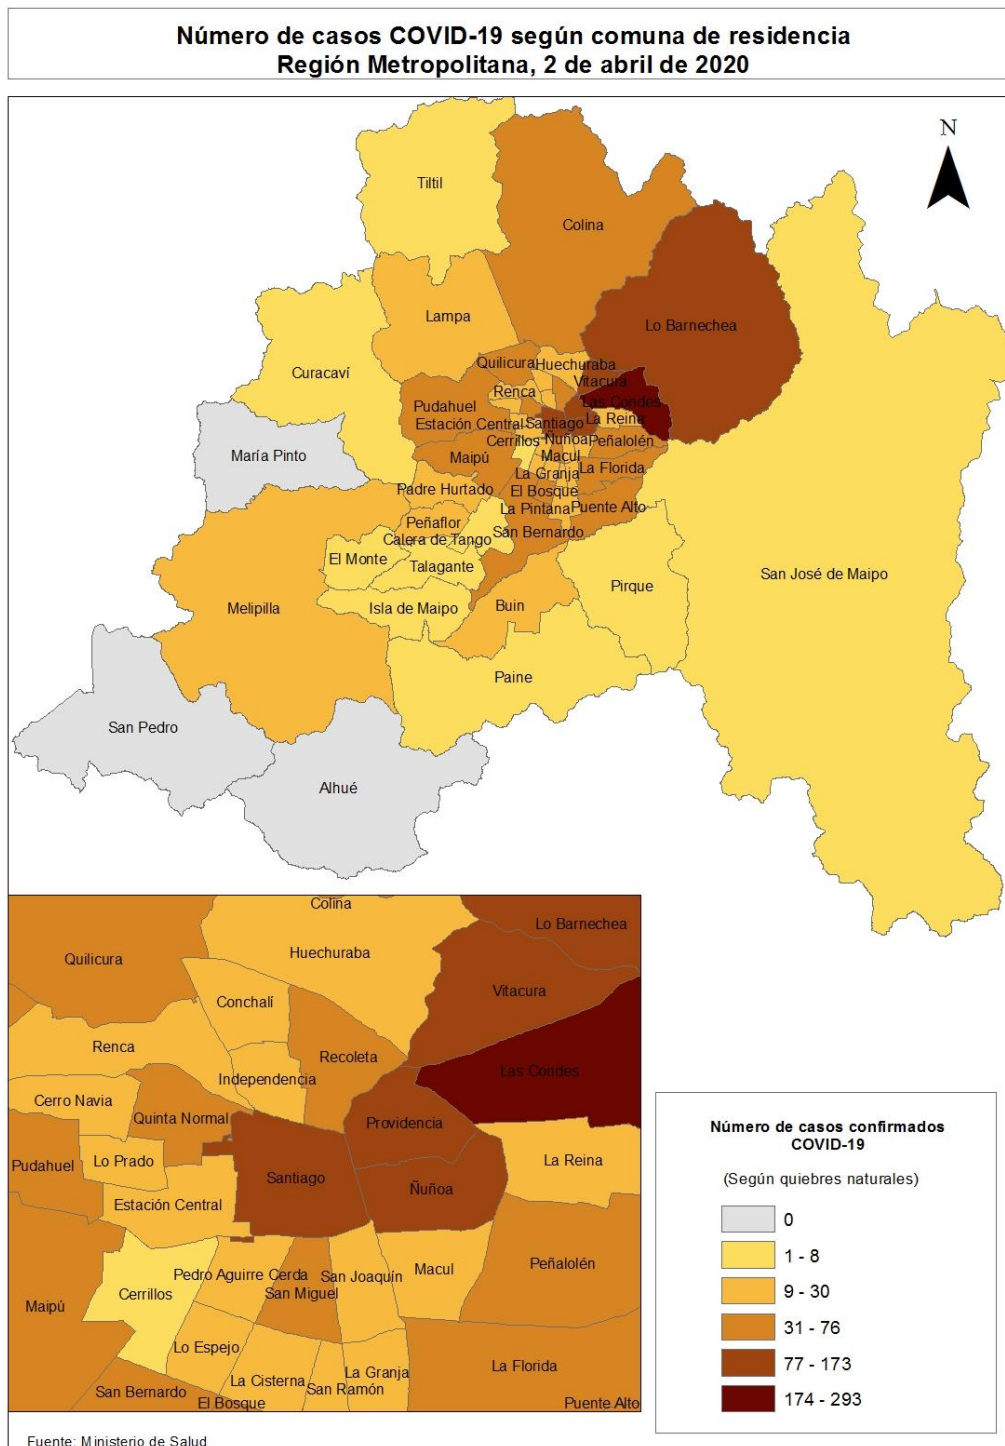 Número de casos COVID-19 según comuna de residencia
Región Metropolitana, 2 de abril de 2020
N
Tiltil
Colina
Lampa
Lo Barnechea
Curacaví
Quilicura
Huechuraba
Vitacura
Renca
Las Condes
Pudahuel
Estación Central
Santiago
La Reina
Cerrillos
Ñuñoa
Peñalolén
María Pinto
Maipú
Macul
La Granja
La Florida
Padre Hurtado
El Bosque
La Pintana
Puente Alto
Peñaflor
San Bernardo
Calera de Tango
El Monte
Talagante
San José de Maipo
Pirque
Melipilla
Isla de Maipo
Buin
Paine
San Pedro
Alhué
Colina
Lo Barnechea
Huechuraba
Quilicura
Vitacura
Conchalí
Renca
Recoleta
Las Condes
Independencia
Cerro Navia
Quinta Normal
Providencia
Lo Prado
La Reina
Pudahuel
Santiago
Ñuñoa
Estación Central
Peñalolén
Macul
Pedro Aguirre Cerda
San Joaquín
San Miguel
Cerrillos
Maipú
Lo Espejo
La Florida
La Granja
La Cisterna
San Ramón
San Bernardo
El Bosque
Puente Alto
Número de casos confirmados
COVID-19
(Según quiebres naturales)
0
1 - 8
9 - 30
31 - 76
77 - 173
174 - 293
Fuente: Ministerio de Salud